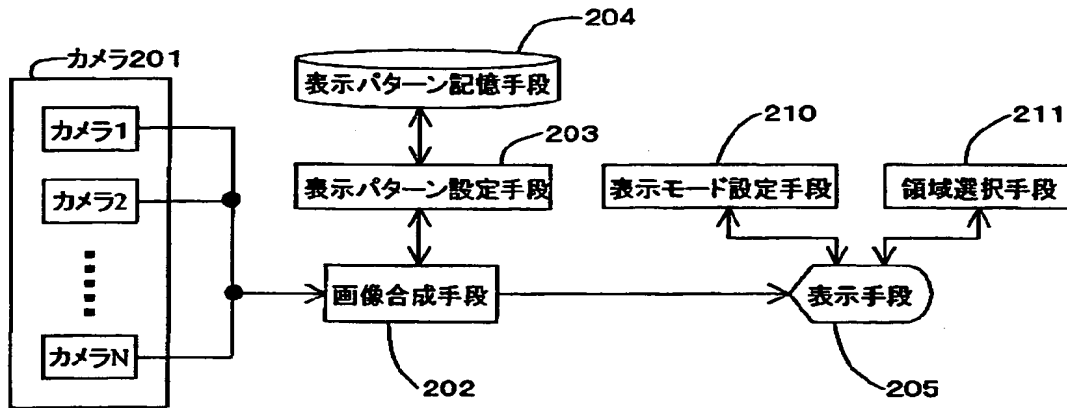 204
カメラ201
表示パターン記憶手段
カメラ1
203
210
211
表示パターン設定手段
表示モード設定手段
領域選択手段
カメラ2
画像合成手段
表示手段
カメラN
202
205